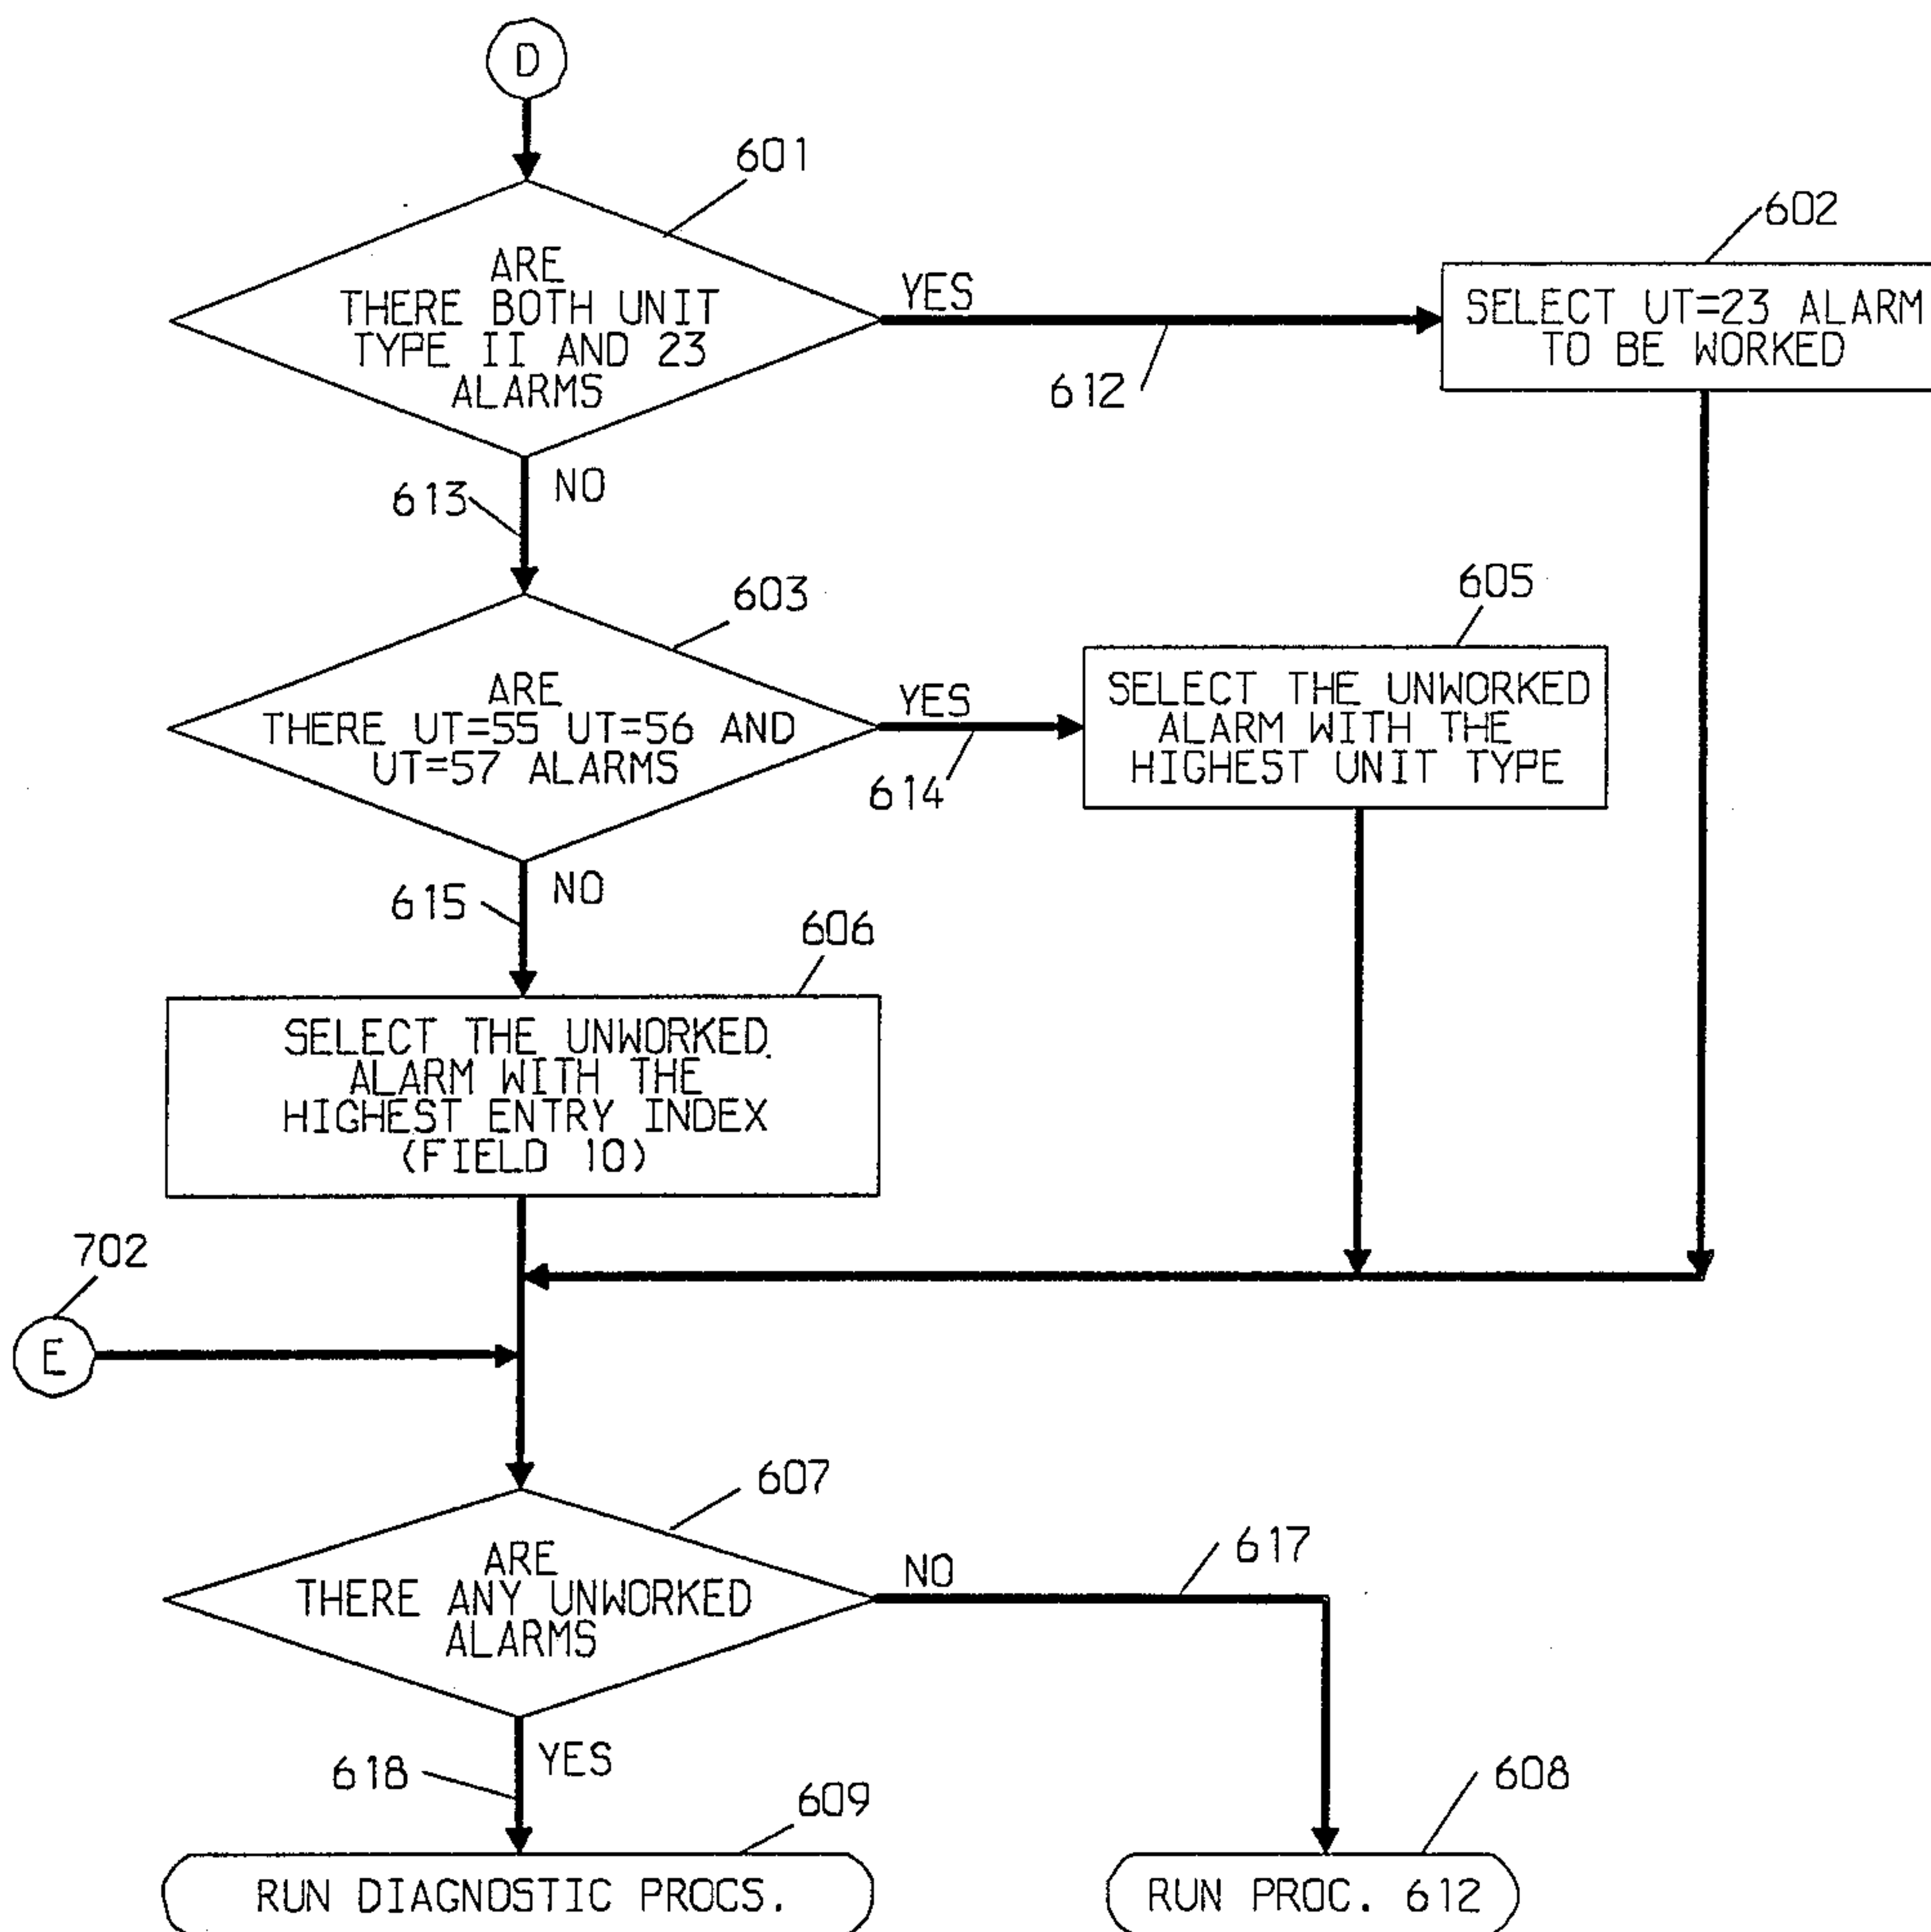 D
601
ARE
THERE BOTH UNIT
TYPE II AND 23
ALARMS
YES
612
602
SELECT UT=23 ALARM
TO BE WORKED
613
NO
603
ARE
THERE UT=55 UT=56 AND
UT=57 ALARMS
YES
614
605
SELECT THE UNWORKED
ALARM WITH THE
HIGHEST UNIT TYPE
615
NO
606
SELECT THE UNWORKED
ALARM WITH THE
HIGHEST ENTRY INDEX
(FIELD 10)
702
E
607
ARE
THERE ANY UNWORKED
ALARMS
NO
617
618
YES
609
RUN DIAGNOSTIC PROCS.
608
RUN PROC. 612